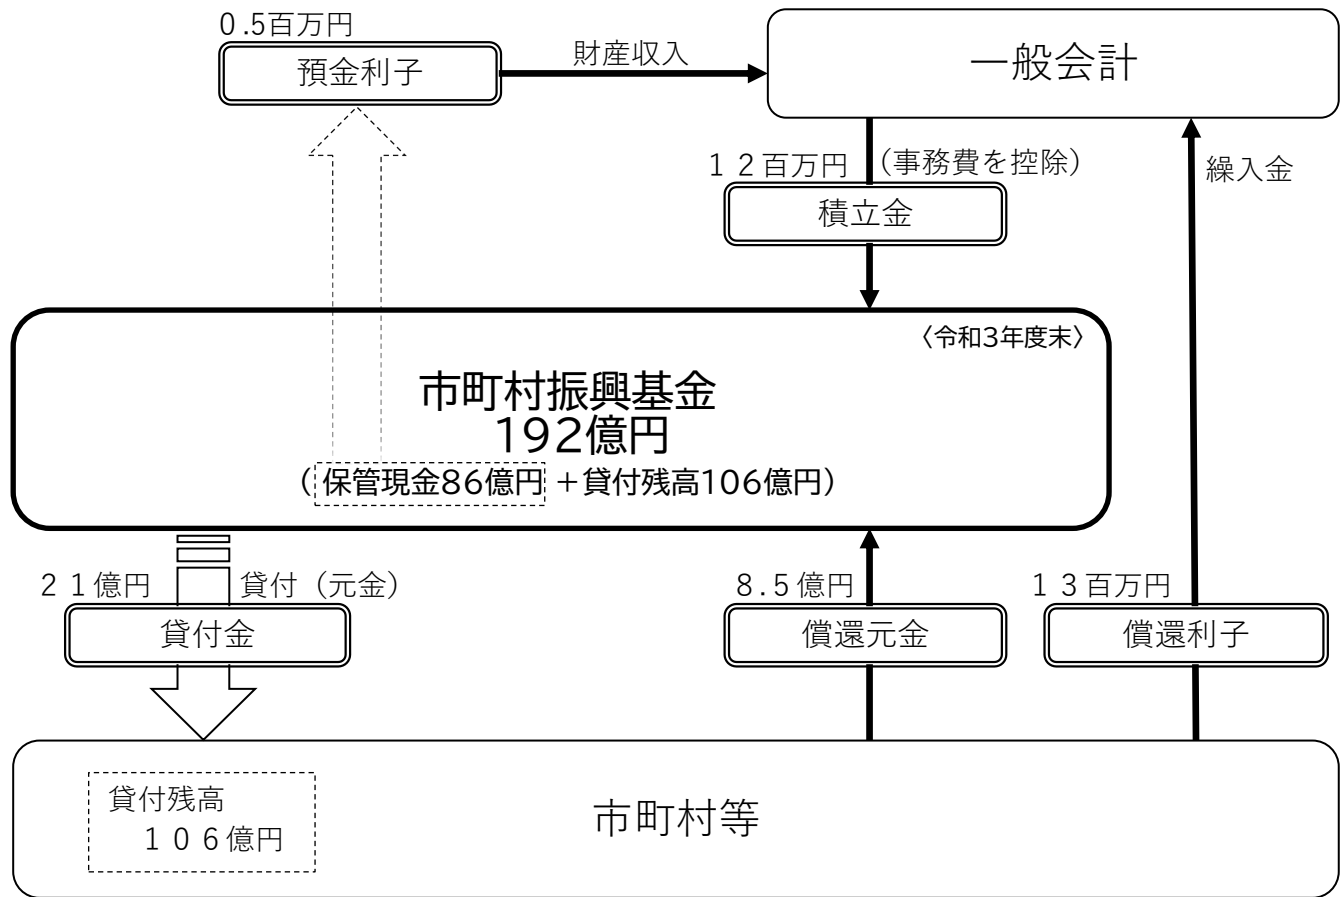 0.5百万円
預金利子
財産収入
一般会計
12百万円
(事務費を控除)
積立金
繰入金
〈令和3年度末〉
市町村振興基金
192億円
(保管現金86億円+貸付残高106億円)
21億円
貸付(元金)
貸付金
8.5億円
償還元金
13百万円
償還利子
貸付残高
106億円
市町村等